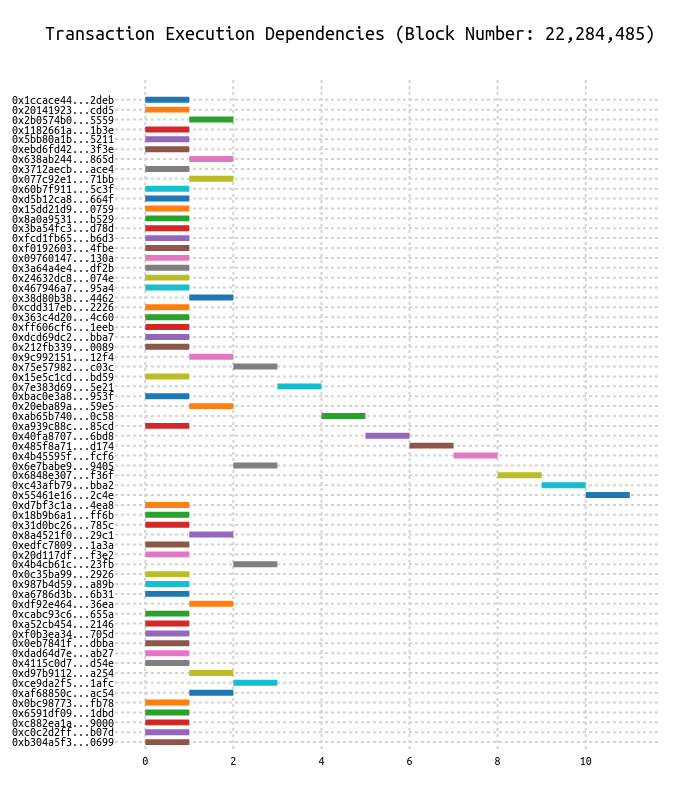 Transaction Execution Dependencies (Block Number: 22,284,485)
0x1ccace44...2deb
0x20141923...cdd5
0x2b0574b0...5559
0x1182661a...1b3e
0x5bb80a1b...5211
0xebd6fd42...3f3e
0x638ab244...865d
0x3712aecb...ace4
0x077c92e1...71bb
0x60b7f911...5c3f
0xd5b12ca8...664f
0x15dd21d9...0759
0x8a0a9531...b529
0x3ba54fc3...d78d
0xfcd1fb65...b6d3
0xf0192603...4fbe
0x09760147...130a
0x3a64a4e4...df2b
0x24632dc8...074e
0x467946a7...95a4
0x38d80b38...4462
0xcdd317eb...2226
0x363c4d20...4c60
0xff606cf6...1eeb
0xdcd69dc2...bba7
0x212fb339...0089
0x9c992151...12f4
0x75e57982...c03c
0x15e5c1cd...bd59
0x7e383d69...5e21
0xbac0e3a8...953f
0x20eba89a...59e5
0xab65b740...0c58
0xa939c88c...85cd
0x40fa8707...6bd8
0x485f8a71...d174
0x4b45595f...fcf6
0x6e7babe9...9405
0x6848e307...f36f
0xc43afb79...bba2
0x55461e16...2c4e
0xd7bf3c1a...4ea8
0x18b9b6a1...ff6b
0x31d0bc26...785c
0x8a4521f0...29c1
0xedfc7809...1a3a
0x20d117df...f3e2
0x4b4cb61c...23fb
0x0c35ba99...2926
0x987b4d59...a89b
0xa6786d3b...6b31
0xdf92e464...36ea
0xcabc93c6...655a
0xa52cb454...2146
0xf0b3ea34...705d
0x0eb7841f...dbba
0xdad64d7e...ab27
0x4115c0d7...d54e
0xd97b9112...a254
0xce9da2f5...1afc
0xaf68850c...ac54
0x0bc98773...fb78
0x6591df09...1dbd
0xc882ea1a...9000
0xc0c2d2ff...b07d
0xb304a5f3...0699
0 2 4 6 8 10